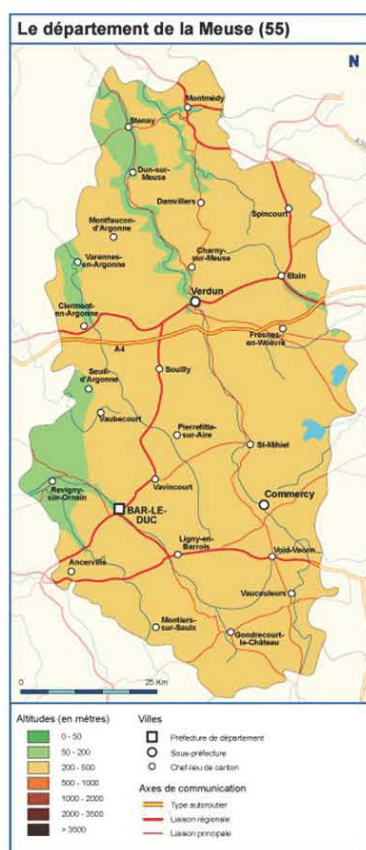 Le département de la Meuse (55)
N
Montmédy
Stenay
Dun-sur-
Meuse
Damvillers
Spincourt
Montfaucon-
d'Argonne
Varennes-
en-Argonne
Charny-
sur-Meuse
Etain
Verdun
Clermont-
en-Argonne
A4
Fresnes-
en-Woëvre
Seuil-
d'Argonne
Souilly
Vaubecourt
Pierrefitte-
sur-Aire
St-Mihiel
Revigny-
sur-Ornain
Vavincourt
Commercy
BAR-LE-
DUC
Ligny-en-
Barrois
Void-Vacon
Ancerville
Vaucouleurs
Montiers-
sur-Saulx
Gondrecourt-
le-Château
0 25 Km
Altitudes (en mètres)
0 - 50
50 - 200
200 - 500
500 - 1000
1000 - 2000
2000 - 3500
> 3500
Villes
Préfecture de département
Sous-préfecture
Chef-lieu de canton
Axes de communication
Type autoroutier
Liaison régionale
Liaison principale